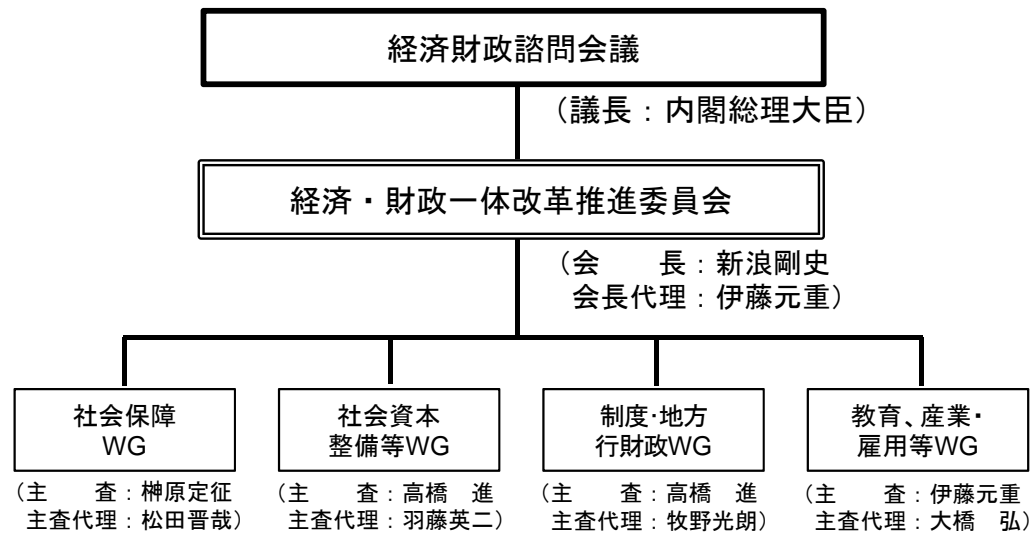 経済財政諮問会議
（議長：内閣総理大臣）
経済・財政一体改革推進委員会
（会　　長：新浪剛史
会長代理：伊藤元重）
社会保障
WG
（主　　査：榊原定征
主査代理：松田晋哉）
社会資本
整備等WG
（主　　査：高橋　進
主査代理：羽藤英二）
制度･地方
行財政WG
（主　　査：高橋　進
主査代理：牧野光朗）
教育、産業・
雇用等WG
（主　　査：伊藤元重
主査代理：大橋　弘）